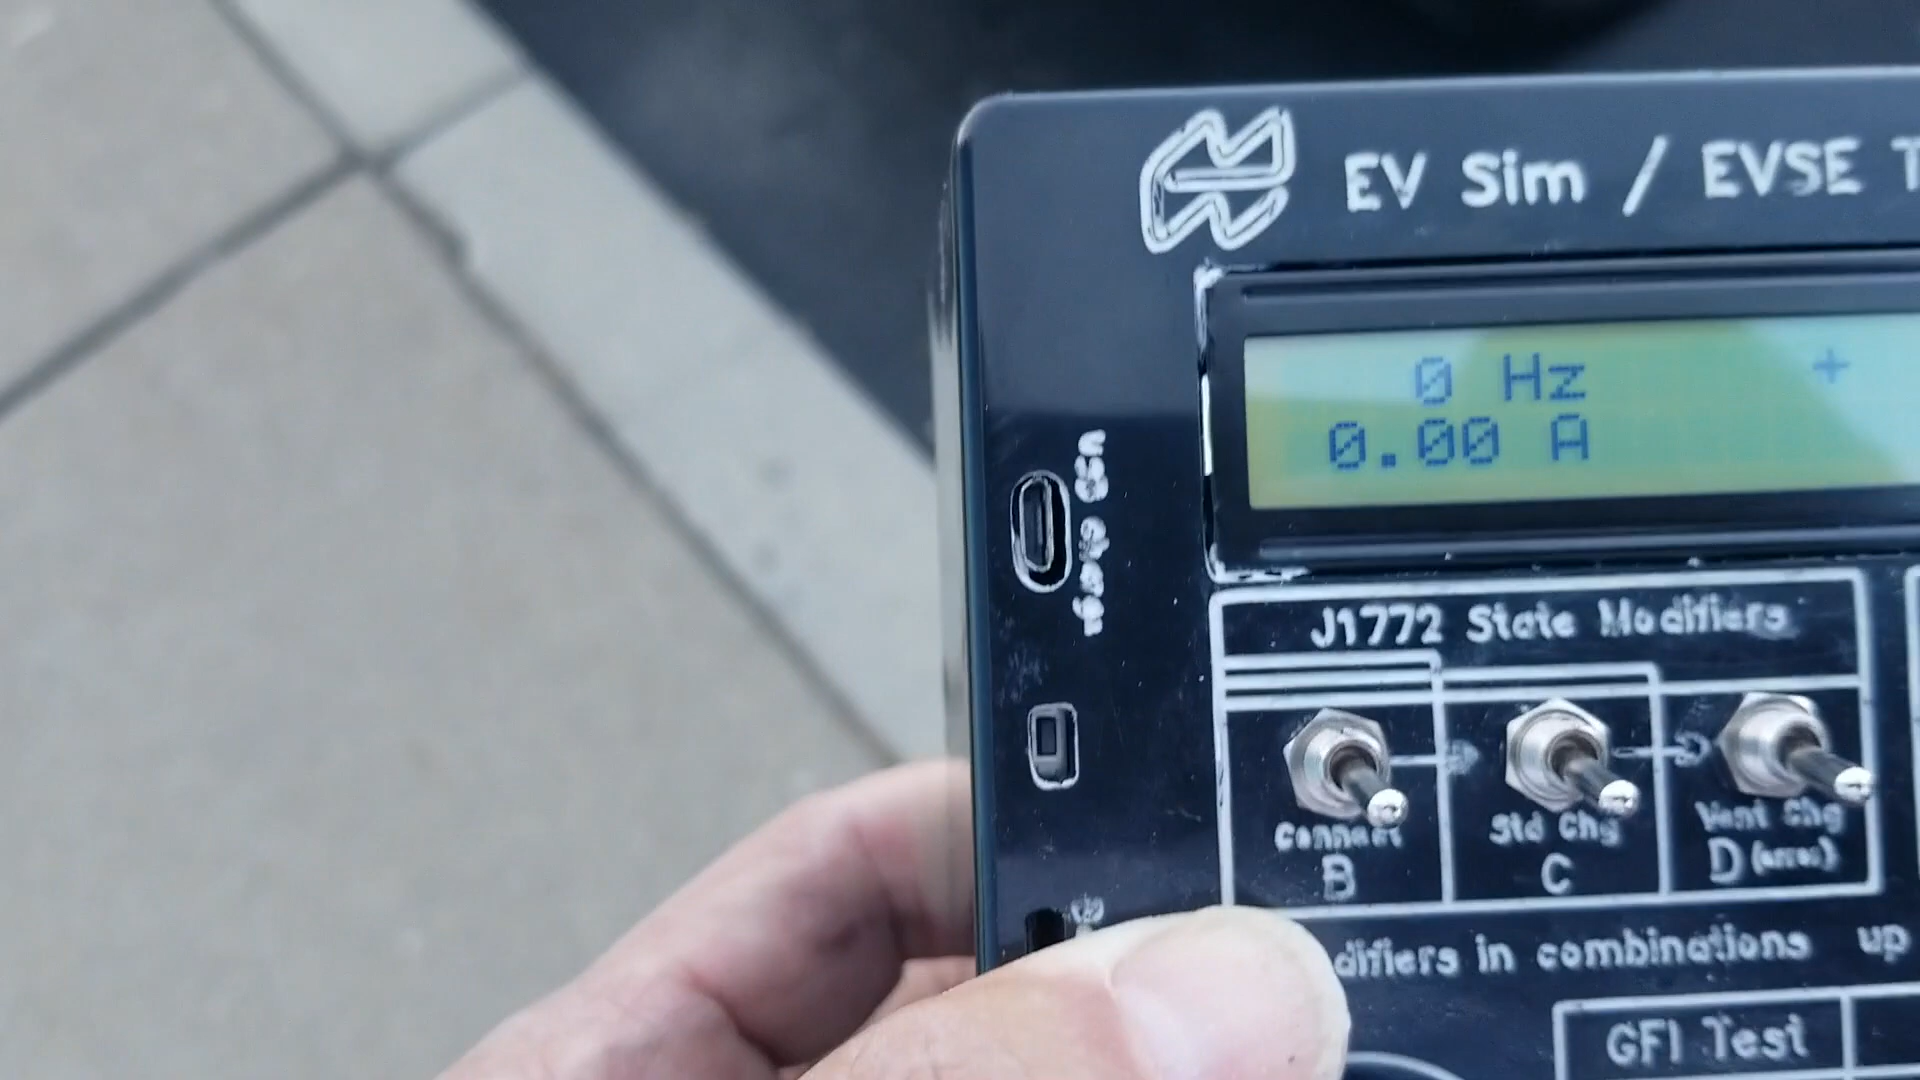 EV Sim / EVSE T
0 Hz +
0.00 A
USB charge
J1772 State Modifiers
Connect
B
Std Chg
C
Vent Chg
D
difiers in combinations up
GFI Test